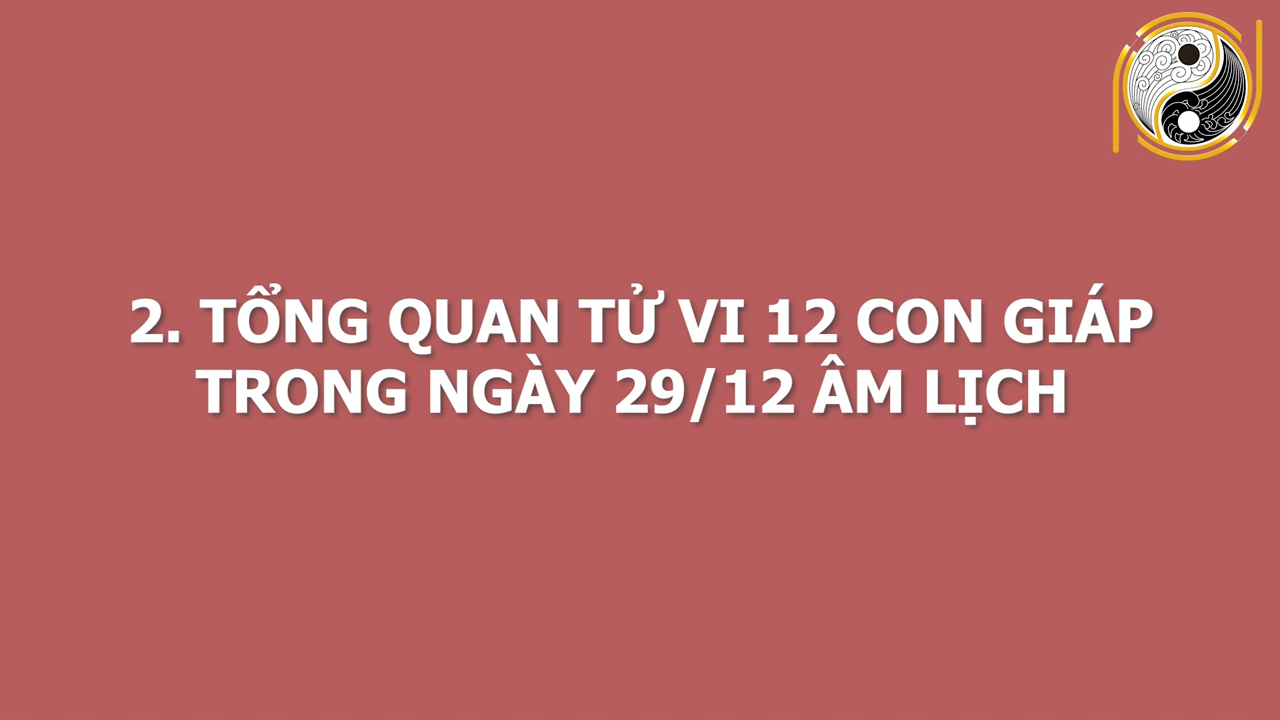 2. TỔNG QUAN TỬ VI 12 CON GIÁP
TRONG NGÀY 29/12 ÂM LỊCH